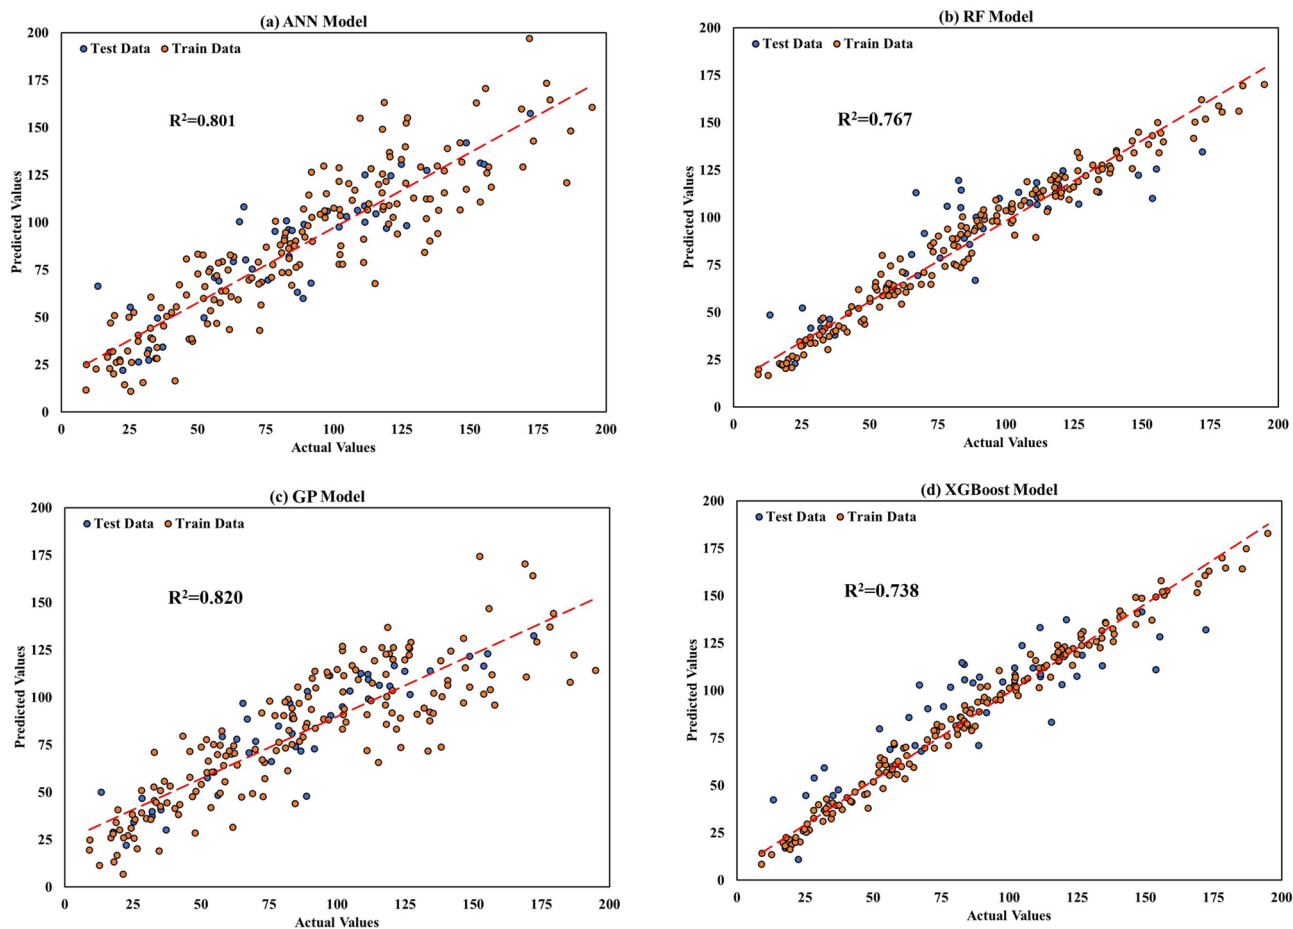 (a) ANN Model
Test Data Train Data
R²=0.801
Predicted Values
200
175
150
125
100
75
50
25
0
0 25 50 75 100 125 150 175 200
Actual Values
(b) RF Model
Test Data Train Data
R²=0.767
Predicted Values
200
175
150
125
100
75
50
25
0
0 25 50 75 100 125 150 175 200
Actual Values
(c) GP Model
Test Data Train Data
R²=0.820
Predicted Values
200
175
150
125
100
75
50
25
0
0 25 50 75 100 125 150 175 200
Actual Values
(d) XGBoost Model
Test Data Train Data
R²=0.738
Predicted Values
200
175
150
125
100
75
50
25
0
0 25 50 75 100 125 150 175 200
Actual Values